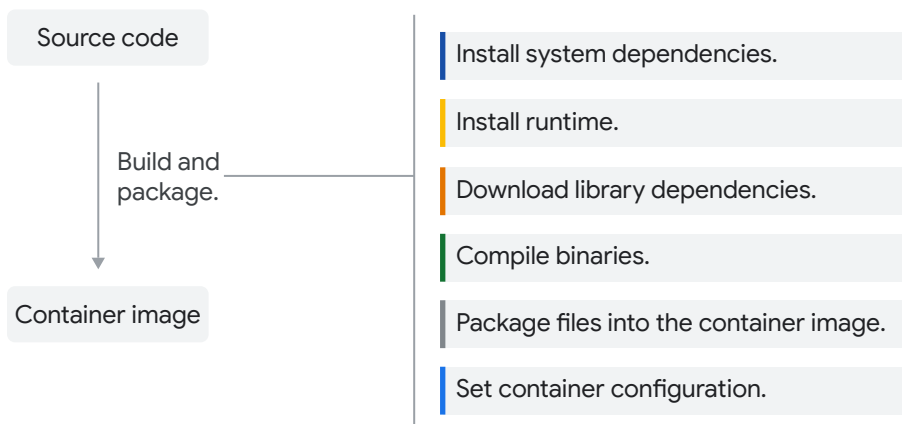 Source code
Build and
package.
Container image
Install system dependencies.
Install runtime.
Download library dependencies.
Compile binaries.
Package files into the container image.
Set container configuration.